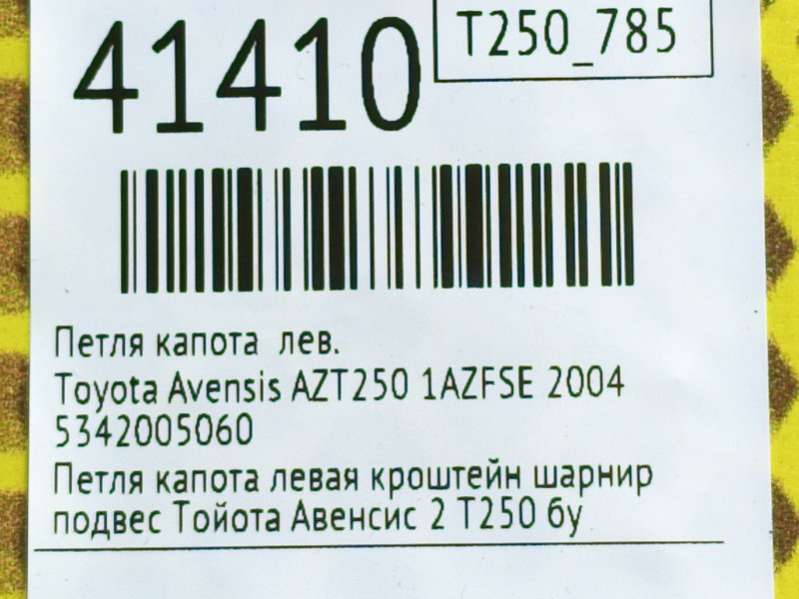 41410
T250_785
Петля капота лев.
Toyota Avensis AZT250 1AZFSE 2004
5342005060
Петля капота левая кроштейн шарнир
подвес Тойота Авенсис 2 Т250 бу